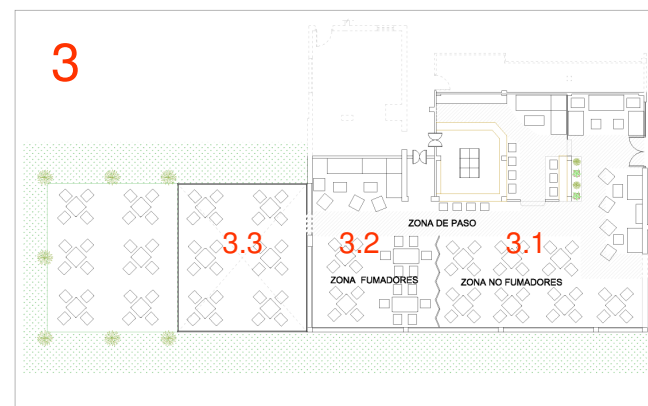 3
ZONA DE PASO
3.3
3.2
3.1
ZONA FUMADORES
ZONA NO FUMADORES